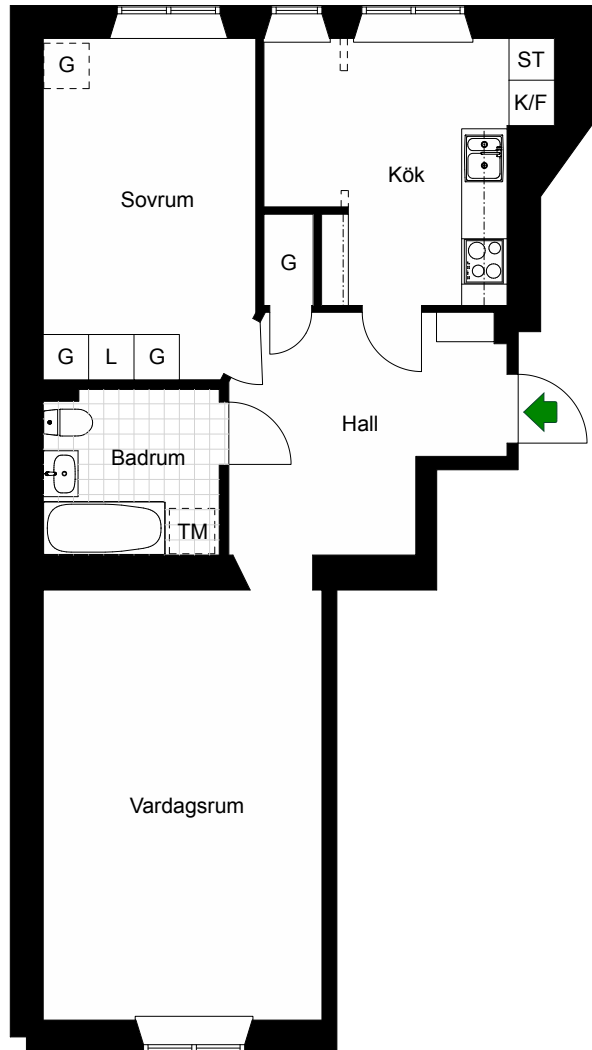 G
ST
K/F
Kök
Sovrum
G
G L G
Hall
Badrum
TM
Vardagsrum